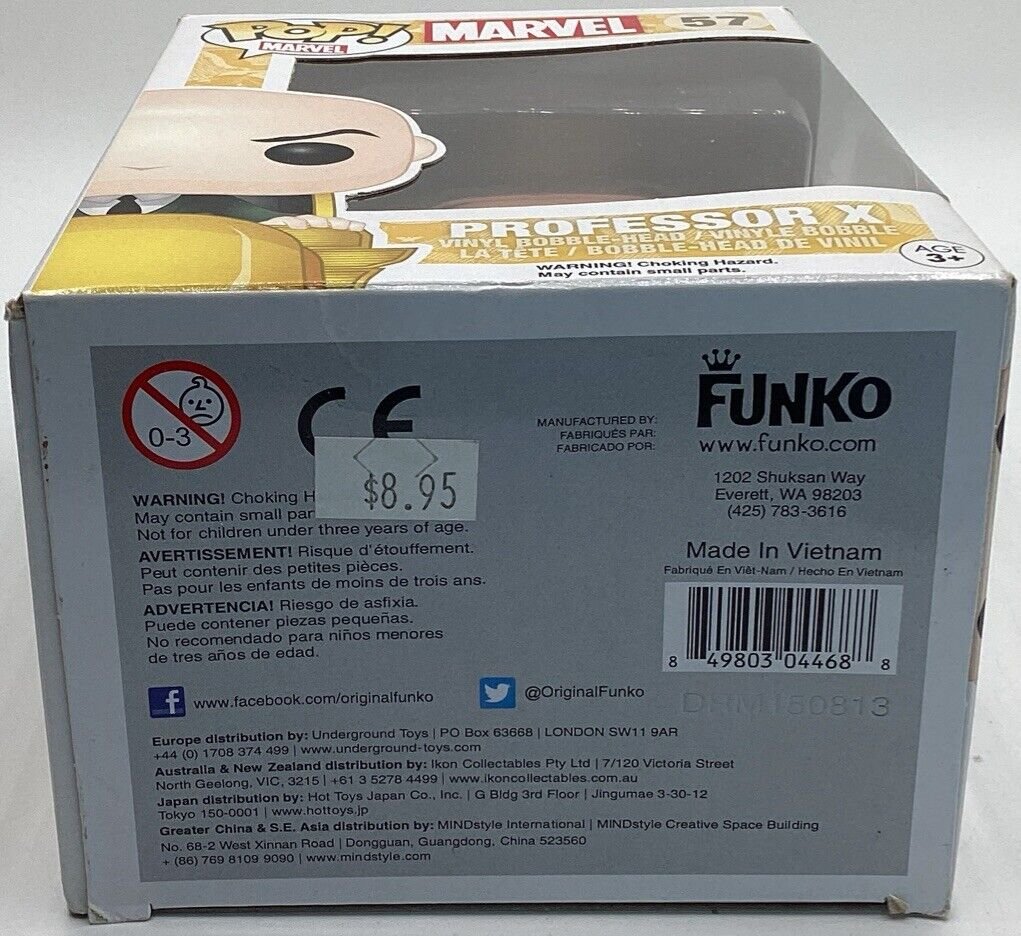 POP!
MARVEL
MARVEL
57
PROFESSOR X
VINYL BOBBLE-HEAD / VINYLE BOBBLE
LA TÊTE / BOBBLE-HEAD DE VINIL
WARNING! Choking Hazard.
May contain small parts.
AGE
3+
0-3
CE
$8.95
WARNING! Choking H
May contain small par
Not for children under three years of age.
AVERTISSEMENT! Risque d'étouffement.
Peut contenir des petites pièces.
Pas pour les enfants de moins de trois ans.
ADVERTENCIA! Riesgo de asfixia.
Puede contener piezas pequeñas.
No recomendado para niños menores
de tres años de edad.
f www.facebook.com/originalfunko
@OriginalFunko
MANUFACTURED BY:
FABRIQUÉS PAR:
FABRICADO POR:
FUNKO
www.funko.com
1202 Shuksan Way
Everett, WA 98203
(425) 783-3616
Made In Vietnam
Fabriqué En Viêt-Nam / Hecho En Vietnam
8 49803 04468 8
DRM150813
Europe distribution by: Underground Toys | PO Box 63668 | LONDON SW11 9AR
+44 (0) 1708 374 499 | www.underground-toys.com
Australia & New Zealand distribution by: Ikon Collectables Pty Ltd | 7/120 Victoria Street
North Geelong, VIC, 3215 | +61 3 5278 4499 | www.ikoncollectables.com.au
Japan distribution by: Hot Toys Japan Co., Inc. | G Bldg 3rd Floor | Jingumae 3-30-12
Tokyo 150-0001 | www.hottoys.jp
Greater China & S.E. Asia distribution by: MINDstyle International | MINDstyle Creative Space Building
No. 68-2 West Xinnan Road | Dongguan, Guangdong, China 523560
+ (86) 769 8109 9090 | www.mindstyle.com